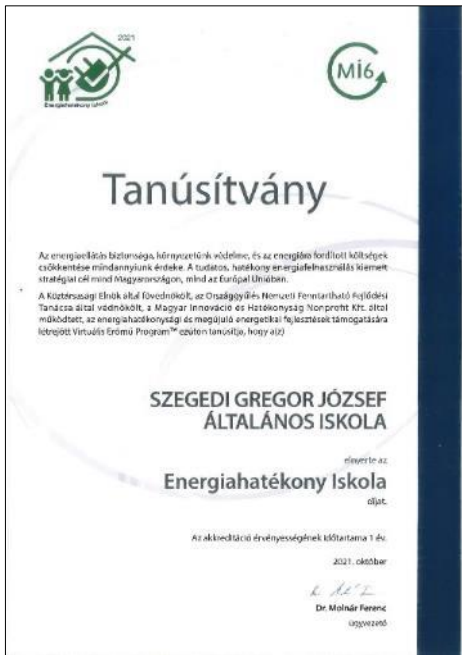 2021
Energiahatékony Iskola
Mi6
Tanúsítvány
Az energiaellátás biztonsága, környezetünk védelme, és az energiára fordított költségek
csökkentése mindannyiunk érdeke. A tudatos, hatékony energiafelhasználás kiemelt
stratégiai cél mind Magyarországon, mind az Európai Unióban.
A Köztársasági Elnök által fővédnökölt, az Országgyűlés Nemzeti Fenntartható Fejlődési
Tanácsa által védnökölt, a Magyar Innováció és Hatékonyság Nonprofit Kft. által
működtett, az energiahatékonysági és megújuló energetikai fejlesztések támogatására
létrejött Virtuális Erőmű Program™ ezúton tanúsítja, hogy a(z)
SZEGEDI GREGOR JÓZSEF
ÁLTALÁNOS ISKOLA
elnyerte az
Energiahatékony Iskola
díjat.
Az akkreditáció érvényességének időtartama 1 év.
2021. október
Dr. Molnár Ferenc
ügyvezető